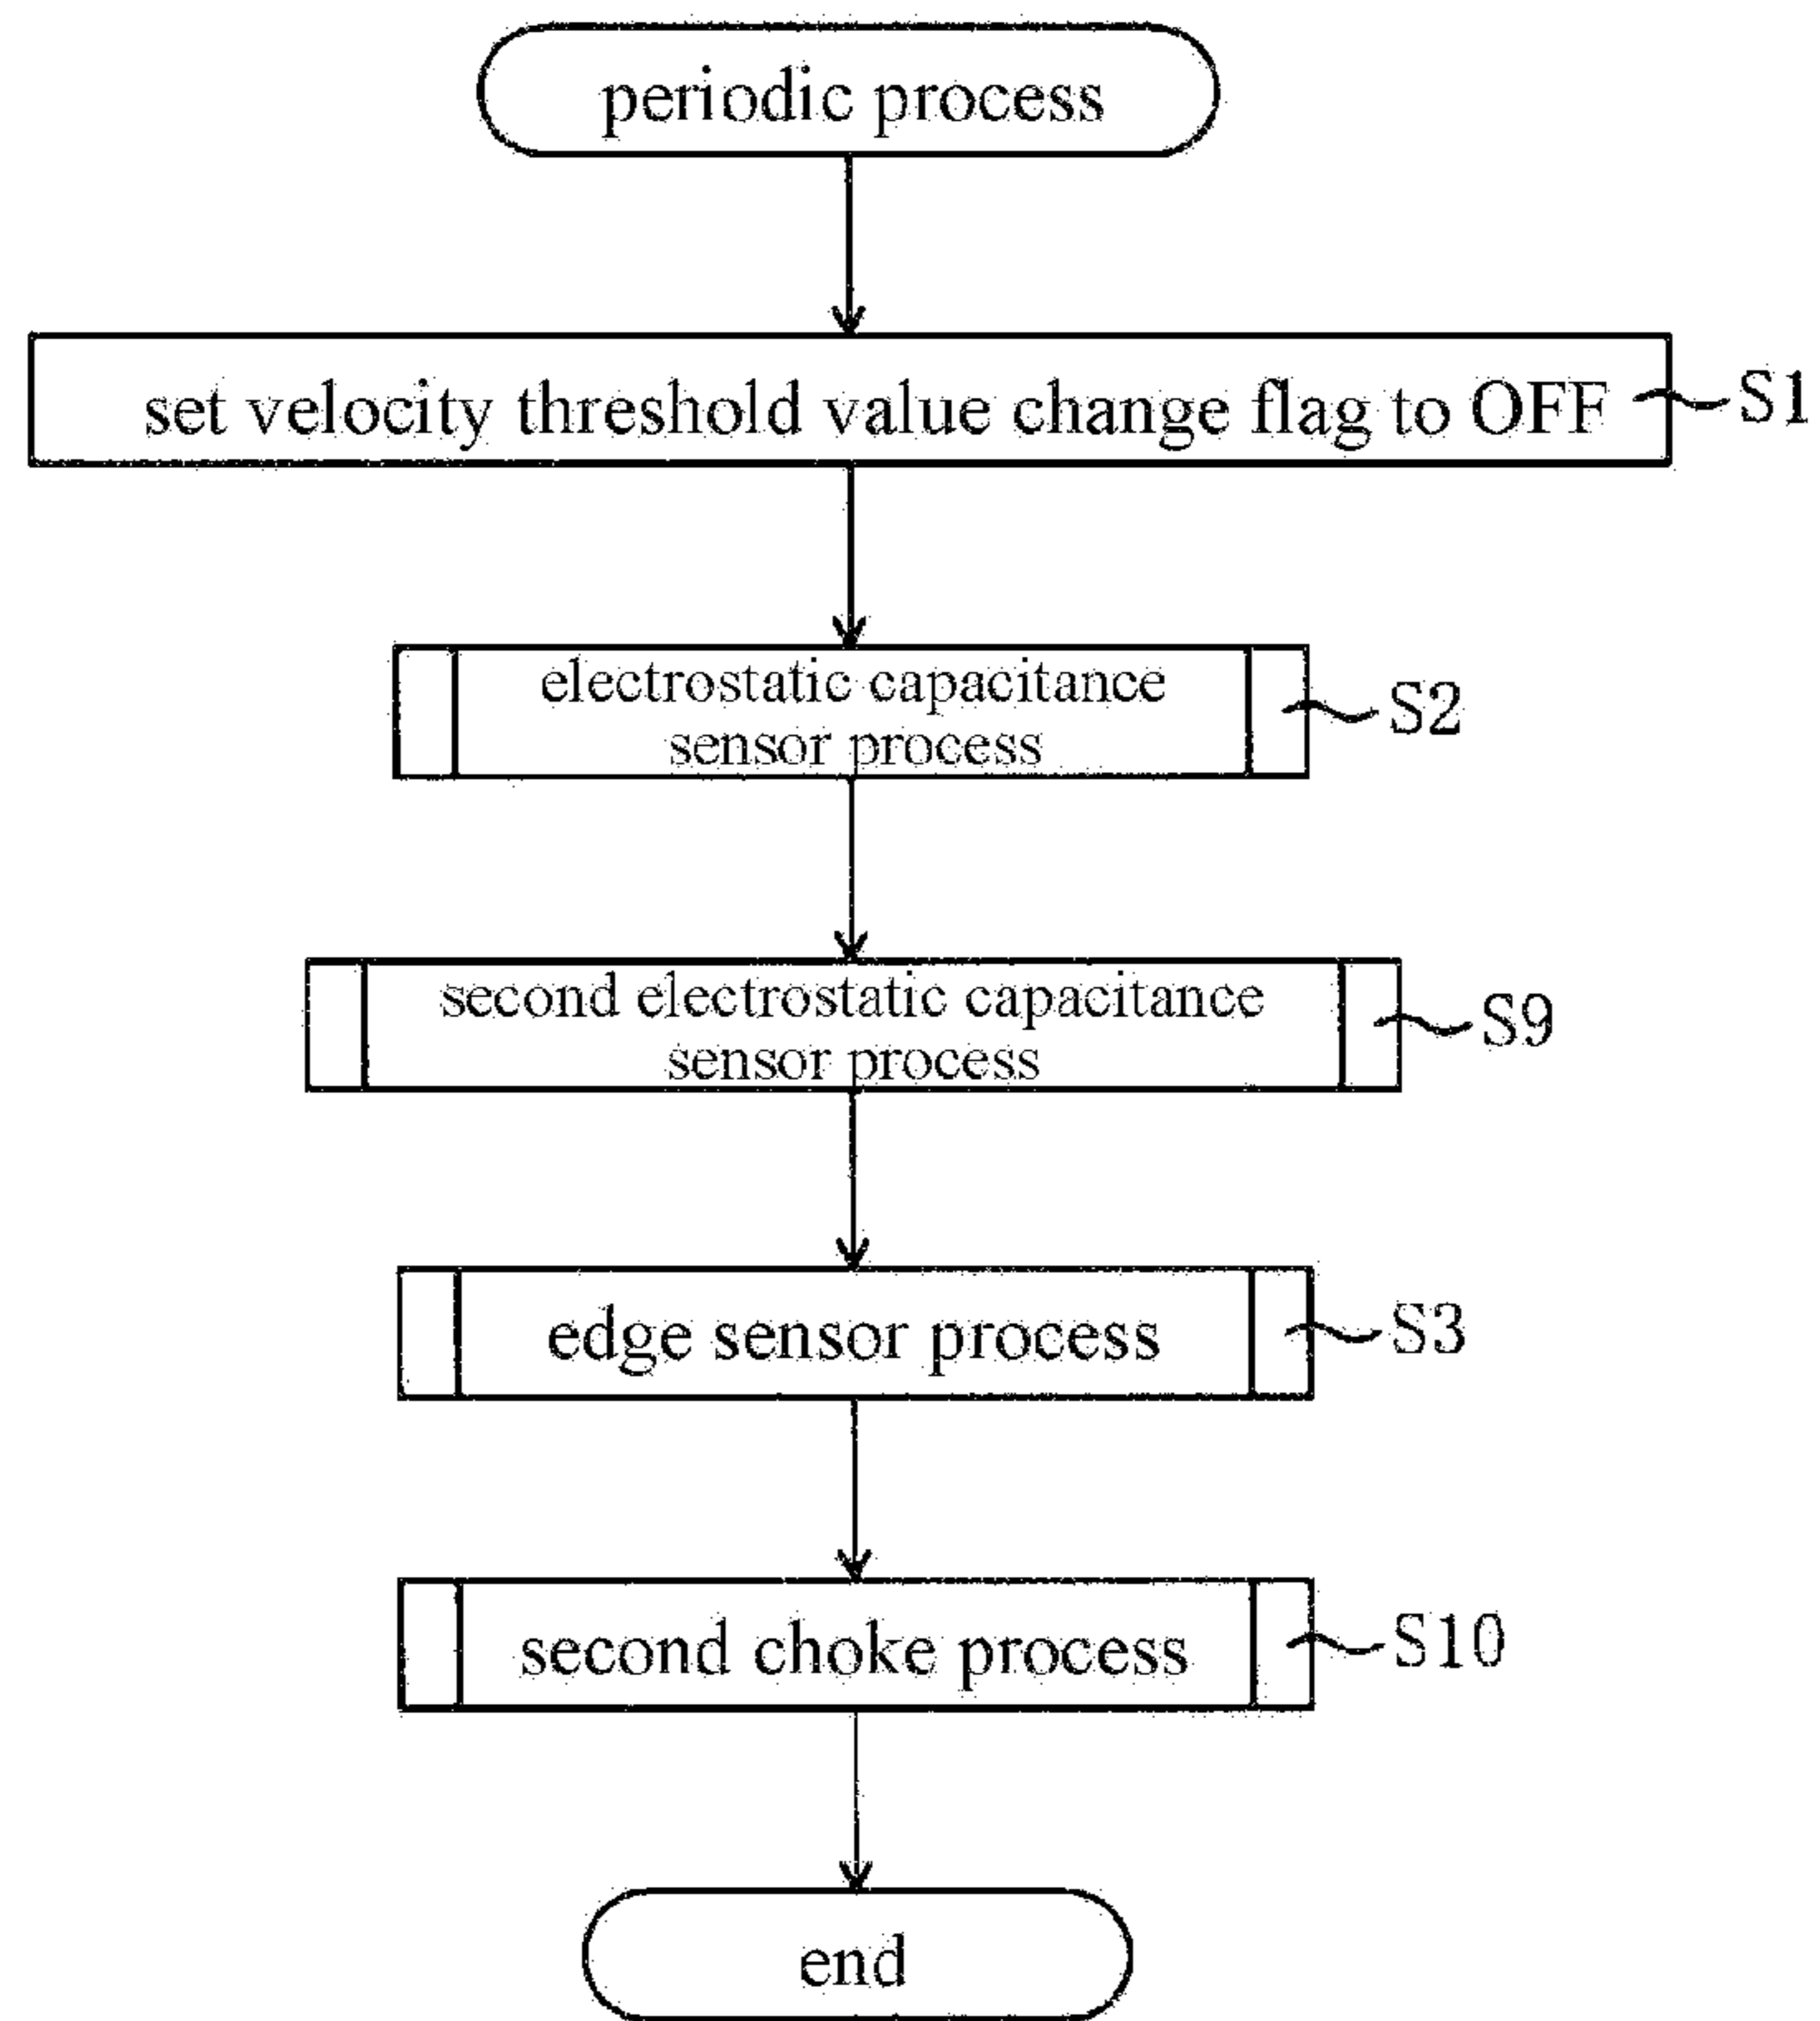 periodic process
set velocity threshold value change flag to OFF
S1
electrostatic capacitance
sensor process
S2
second electrostatic capacitance
sensor process
S9
edge sensor process
S3
second choke process
S10
end